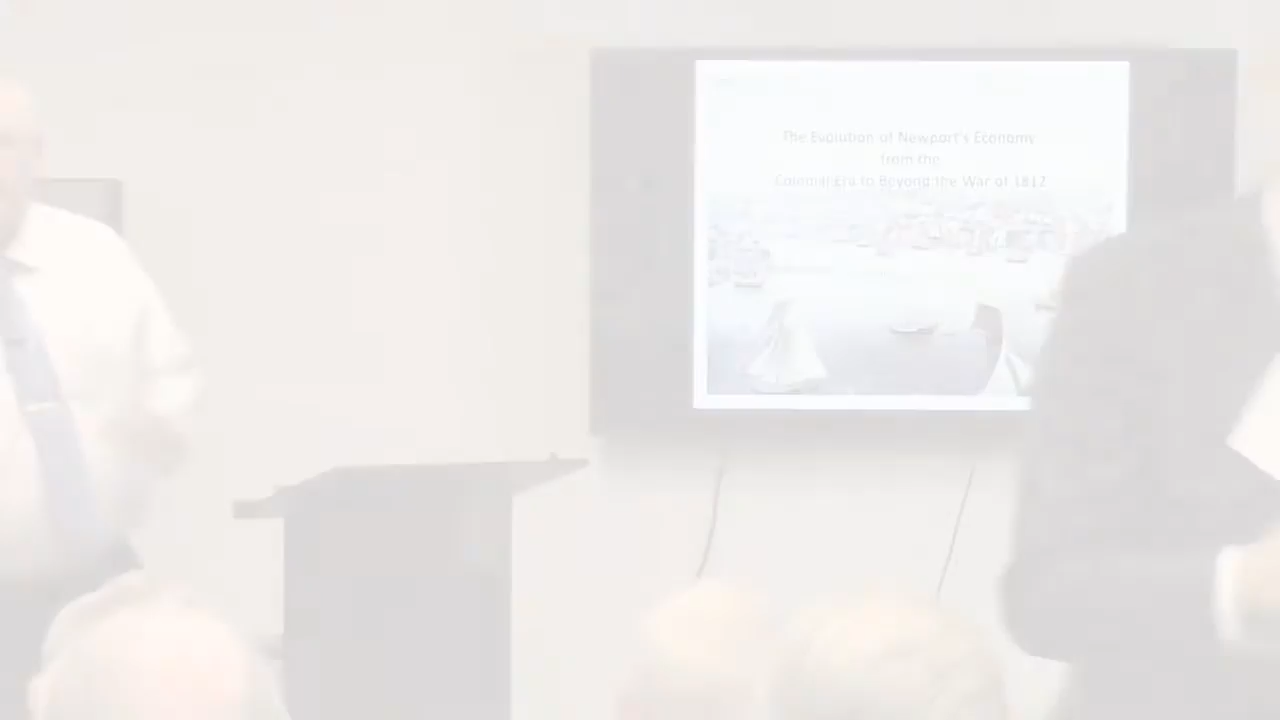 The Evolution of Newport's Economy
from the
Colonial Era to Beyond the War of 1812